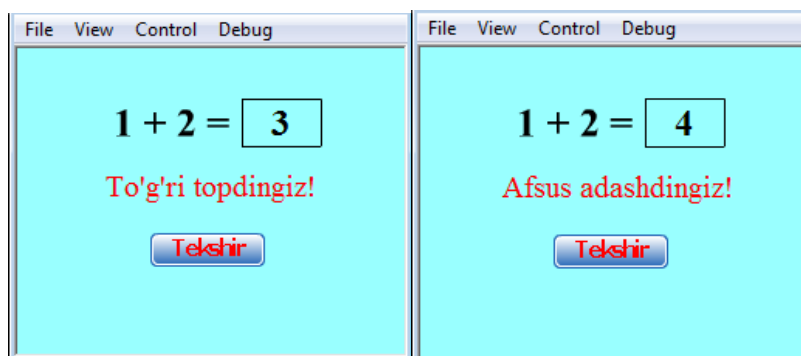 File View Control Debug
1 + 2 = 3
To'g'ri topdingiz!
Tekshir
File View Control Debug
1 + 2 = 4
Afsus adashdingiz!
Tekshir